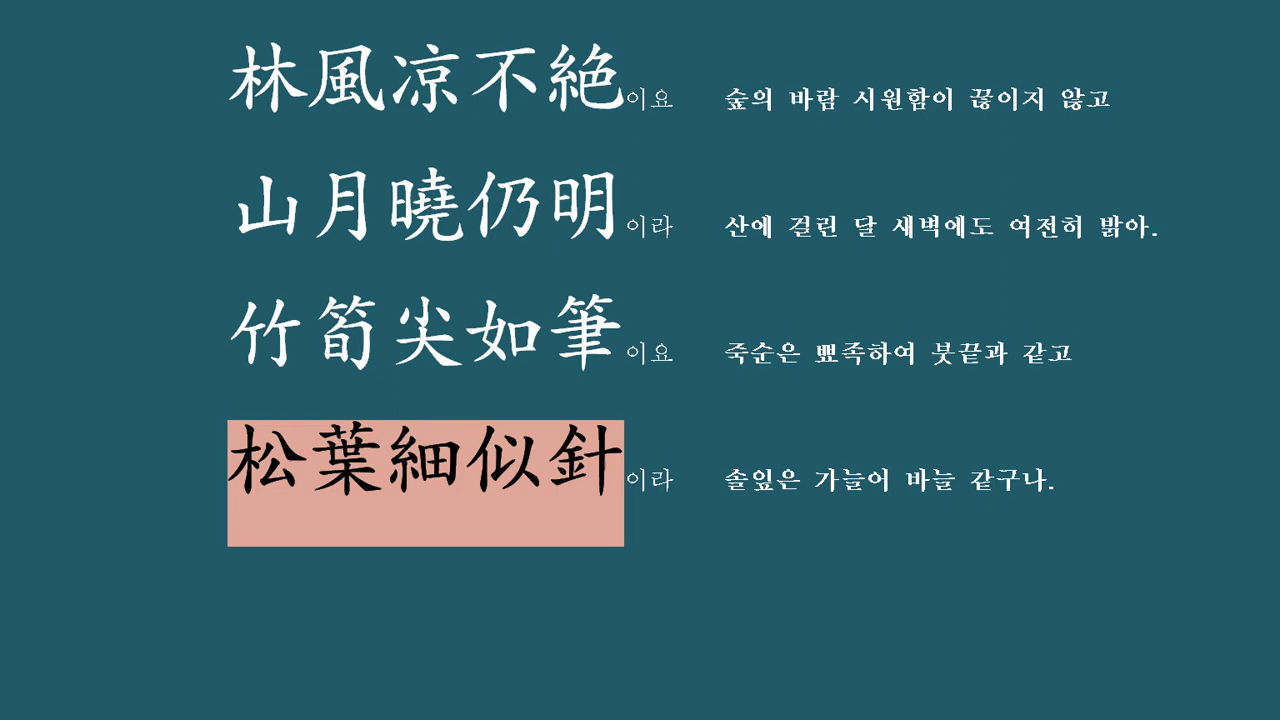 林風凉不絶이요 숲의 바람 시원함이 끊이지 않고
山月曉仍明이라 산에 걸린 달 새벽에도 여전히 밝아.
竹筍尖如筆이요 죽순은 뾰족하여 붓끝과 같고
松葉細似針이라 솔잎은 가늘어 바늘 같구나.